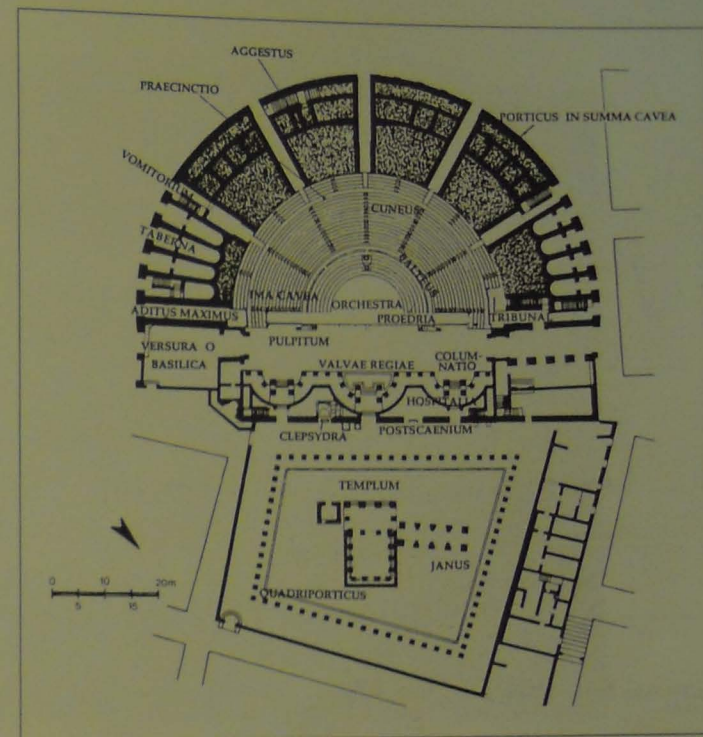 AGGESTUS
PRAECINCTIO
PORTICUS IN SUMMA CAVEA
VOMITORIUM
CUNEUS
TABERNA
BALTEUS
IMA CAVEA
ORCHESTRA
ADITUS MAXIMUS
PROEDRIA
TRIBUNA
PULPITUM
VERSURA O
BASILICA
VALVAE REGIAE
COLUM-
NATIO
HOSPITALIA
CLEPSYDRA
POSTSCAENIUM
TEMPLUM
JANUS
QUADRIPORTICUS
0 10 20m
5 15